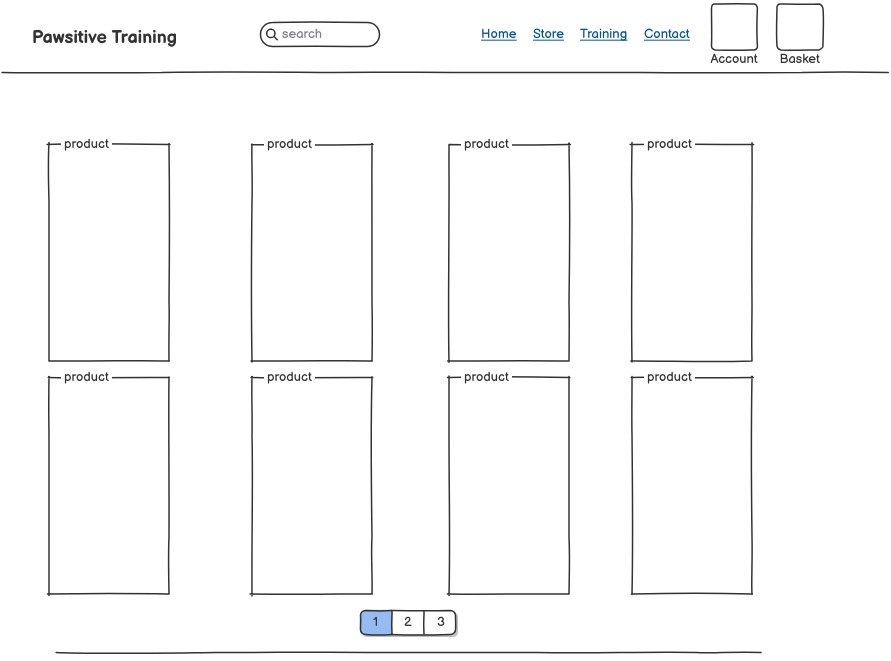 Pawsitive Training
search
Home Store Training Contact
Account Basket
product product product product
product product product product
1 2 3